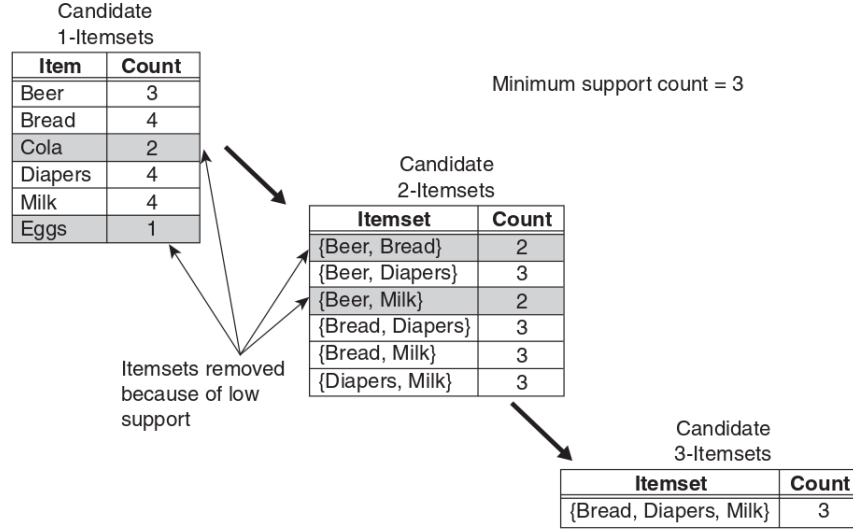 Candidate
1-Itemsets
Item Count
Beer 3
Bread 4
Cola 2
Diapers 4
Milk 4
Eggs 1
Minimum support count = 3
Candidate
2-Itemsets
Itemset Count
{Beer, Bread} 2
{Beer, Diapers} 3
{Beer, Milk} 2
{Bread, Diapers} 3
{Bread, Milk} 3
{Diapers, Milk} 3
Itemsets removed
because of low
support
Candidate
3-Itemsets
Itemset Count
{Bread, Diapers, Milk} 3